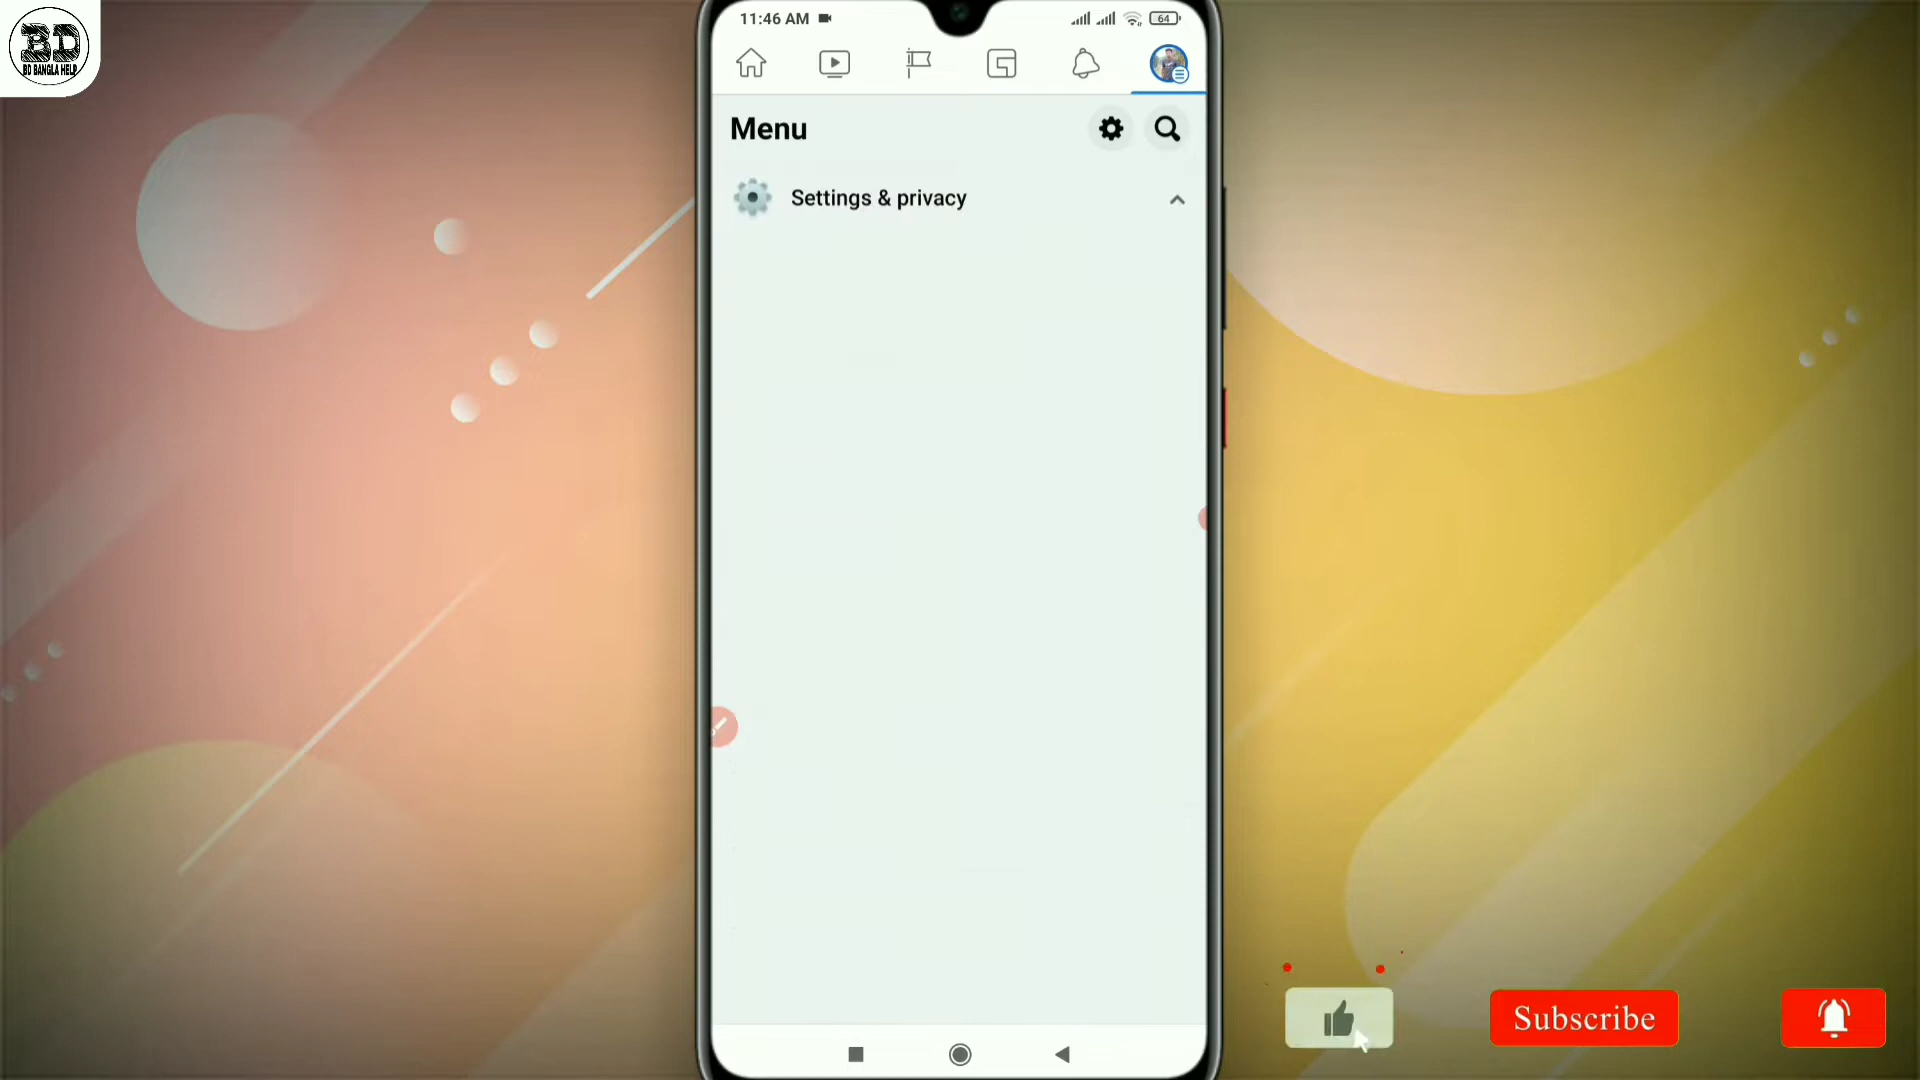 BD
BD BANGLA HELP
11:46 AM
64
Menu
Settings & privacy
Subscribe